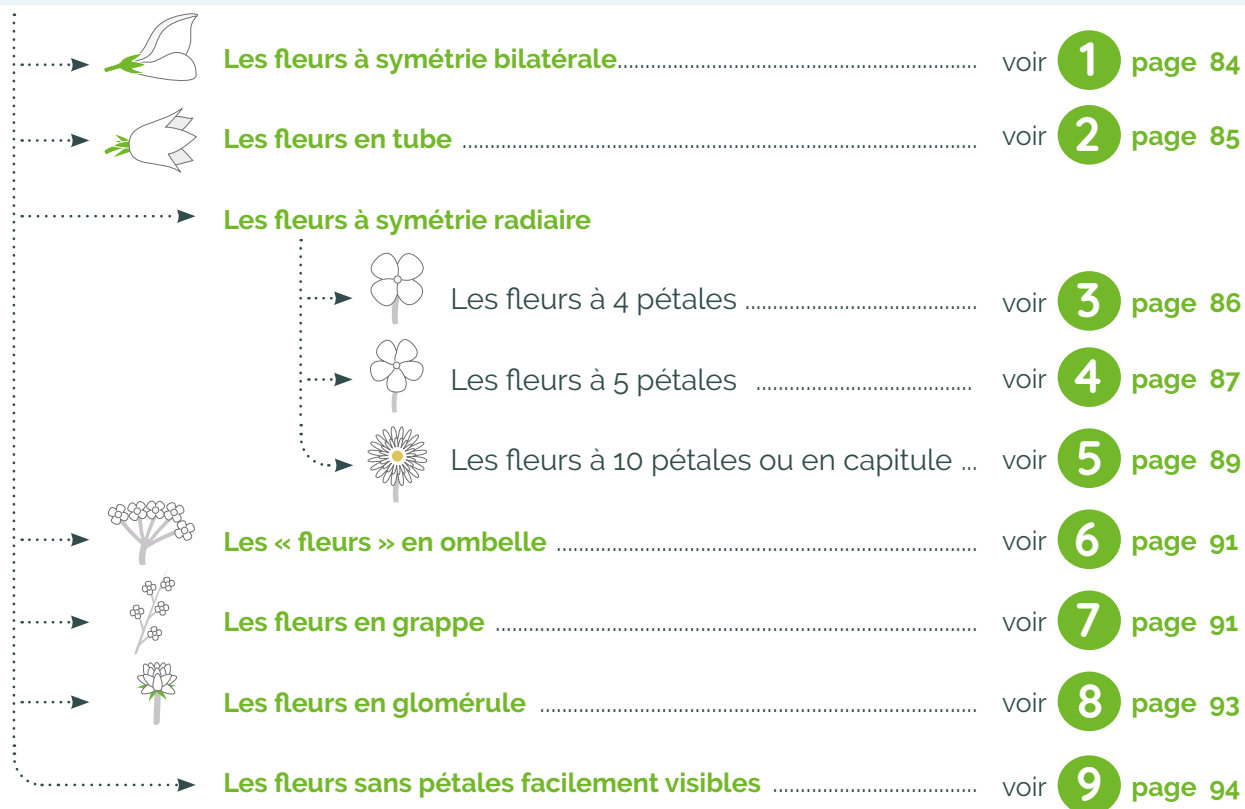 Les fleurs à symétrie bilatérale.................................................................................... voir 1 page 84
Les fleurs en tube ........................................................................................................ voir 2 page 85
Les fleurs à symétrie radiaire
Les fleurs à 4 pétales ....................................................... voir 3 page 86
Les fleurs à 5 pétales ................................................... voir 4 page 87
Les fleurs à 10 pétales ou en capitule ... voir 5 page 89
Les « fleurs » en ombelle .................................................................................................. voir 6 page 91
Les fleurs en grappe ................................................................................................................. voir 7 page 91
Les fleurs en glomérule ...................................................................................................... voir 8 page 93
Les fleurs sans pétales facilement visibles ................................................ voir 9 page 94